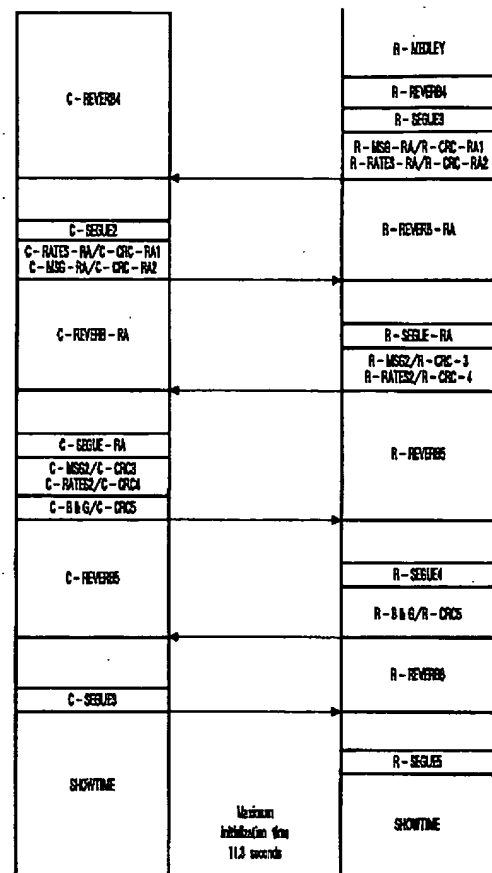 C-REVERB4
C-SEGUE2
C-RATES-RA/C-CRC-RA1
C-MSG-RA/C-CRC-RA2
C-REVERB-RA
C-SEGUE-RA
C-MSG2/C-CRC3
C-RATES2/C-CRC4
C-B&G/C-CRC5
C-REVERB5
C-SEGUE3
SHOWTIME
Maximum
initialization time
11.3 seconds
R-MEDLEY
R-REVERB4
R-SEGUE3
R-MSG-RA/R-CRC-RA1
R-RATES-RA/R-CRC-RA2
R-REVERB-RA
R-SEGUE-RA
R-MSG2/R-CRC-3
R-RATES2/R-CRC-4
R-REVERB5
R-SEGUE4
R-B&G/R-CRC5
R-REVERB6
R-SEGUE5
SHOWTIME